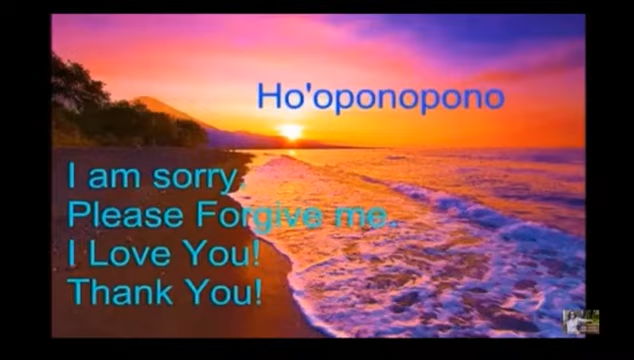 Ho'oponopono
I am sorry.
Please Forgive me.
I Love You!
Thank You!